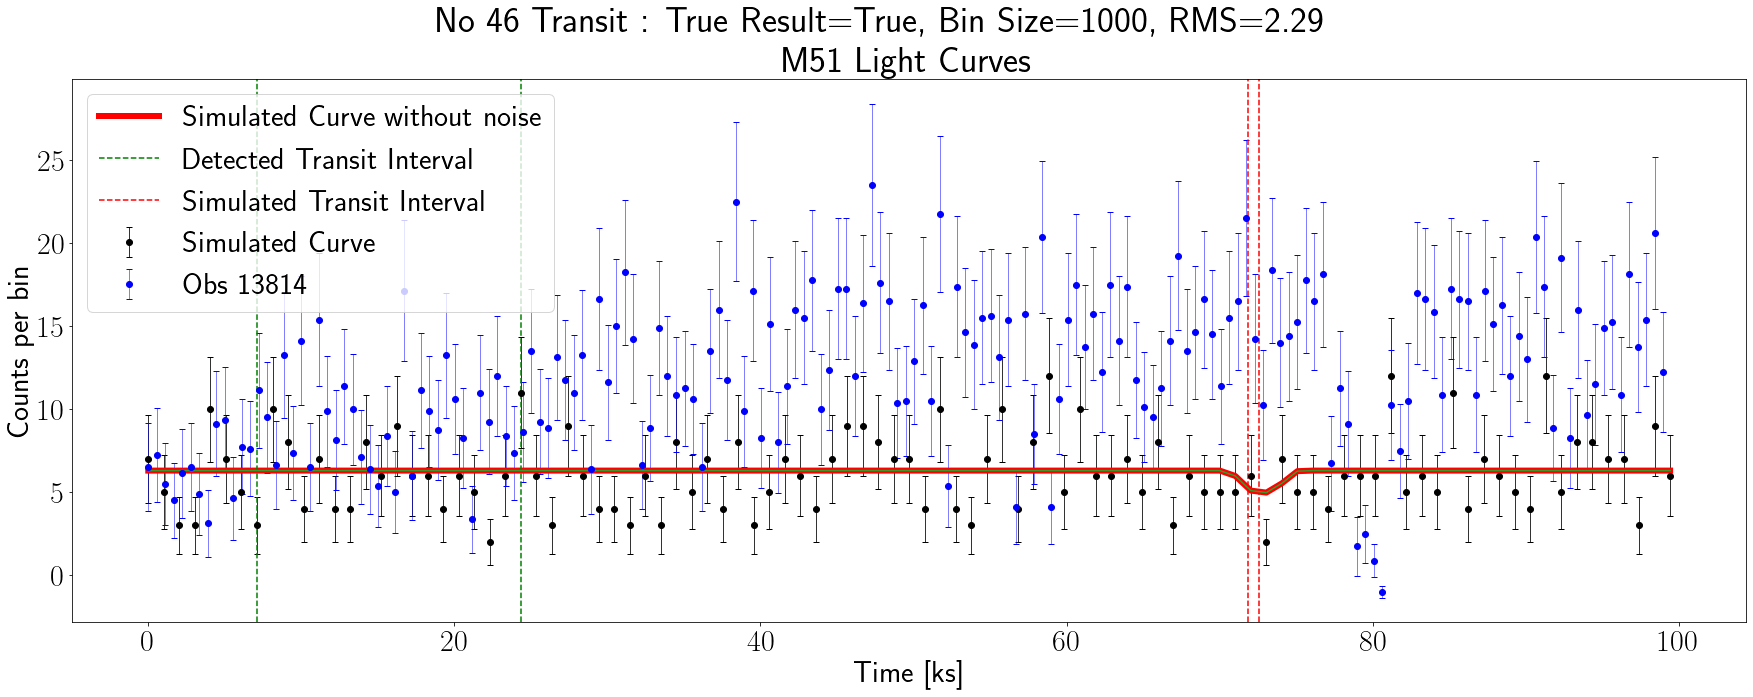 No 46 Transit : True Result=True, Bin Size=1000, RMS=2.29
M51 Light Curves
Simulated Curve without noise
Detected Transit Interval
Simulated Transit Interval
Simulated Curve
Obs 13814
Counts per bin
25
20
15
10
5
0
0 20 40 60 80 100
Time [ks]